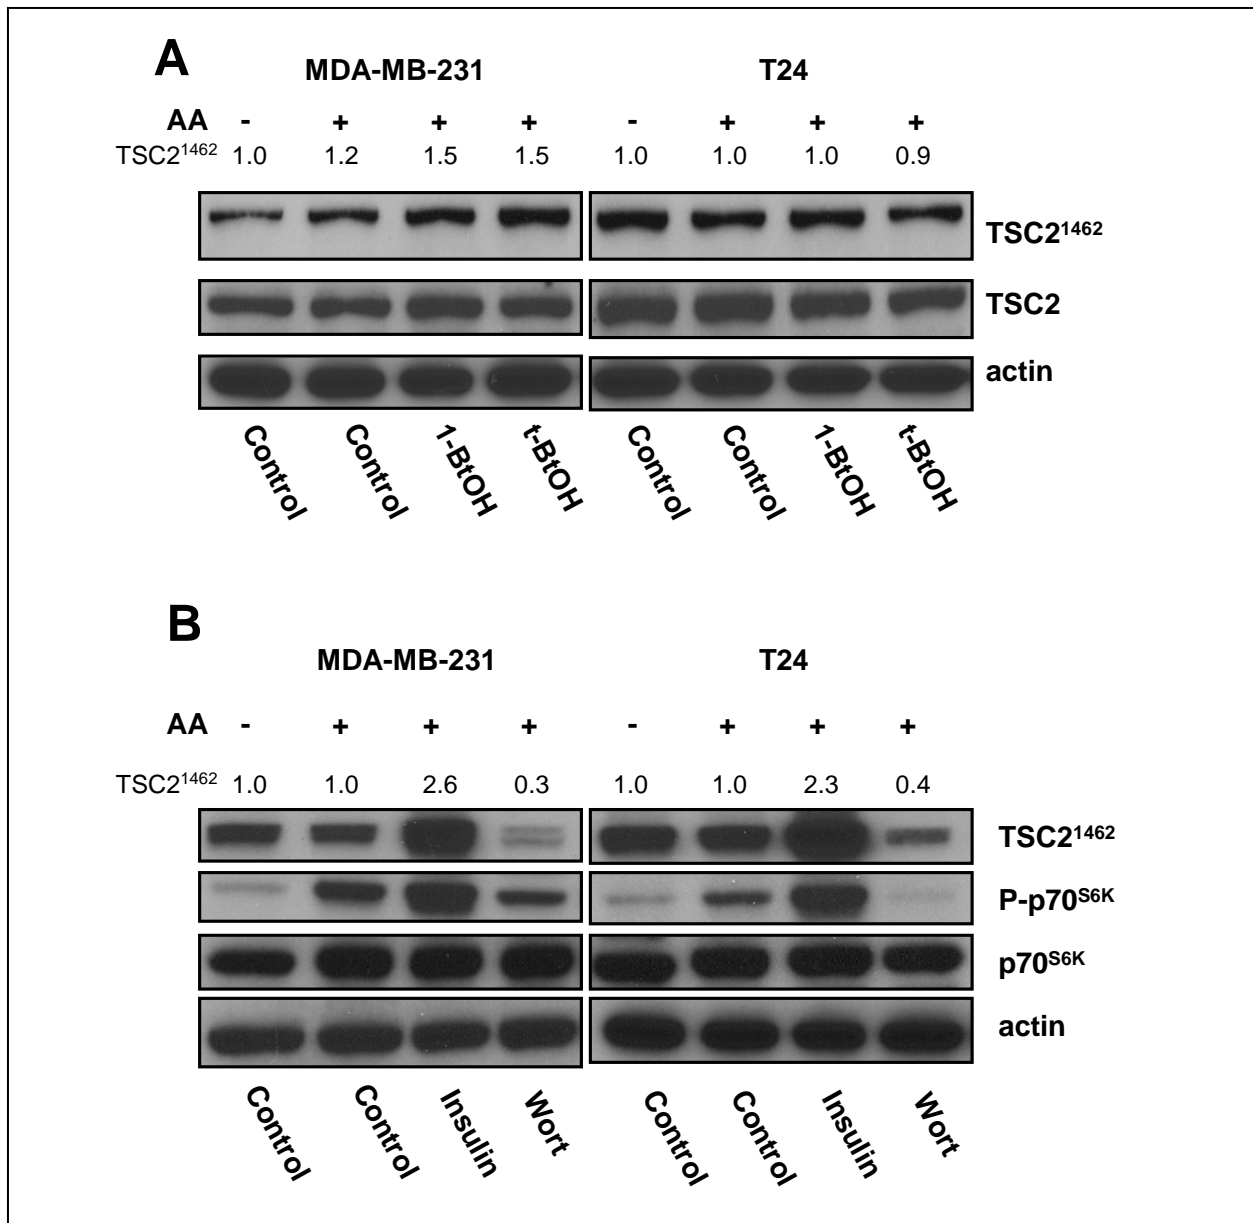 A
MDA-MB-231 T24
AA - + + + - + + +
TSC2¹⁴⁶² 1.0 1.2 1.5 1.5 1.0 1.0 1.0 0.9
TSC2¹⁴⁶²
TSC2
actin
Control Control 1-BtOH t-BtOH Control Control 1-BtOH t-BtOH
B
MDA-MB-231 T24
AA - + + + - + + +
TSC2¹⁴⁶² 1.0 1.0 2.6 0.3 1.0 1.0 2.3 0.4
TSC2¹⁴⁶²
P-p70ˢ⁶ᴷ
p70ˢ⁶ᴷ
actin
Control Control Insulin Wort Control Control Insulin Wort